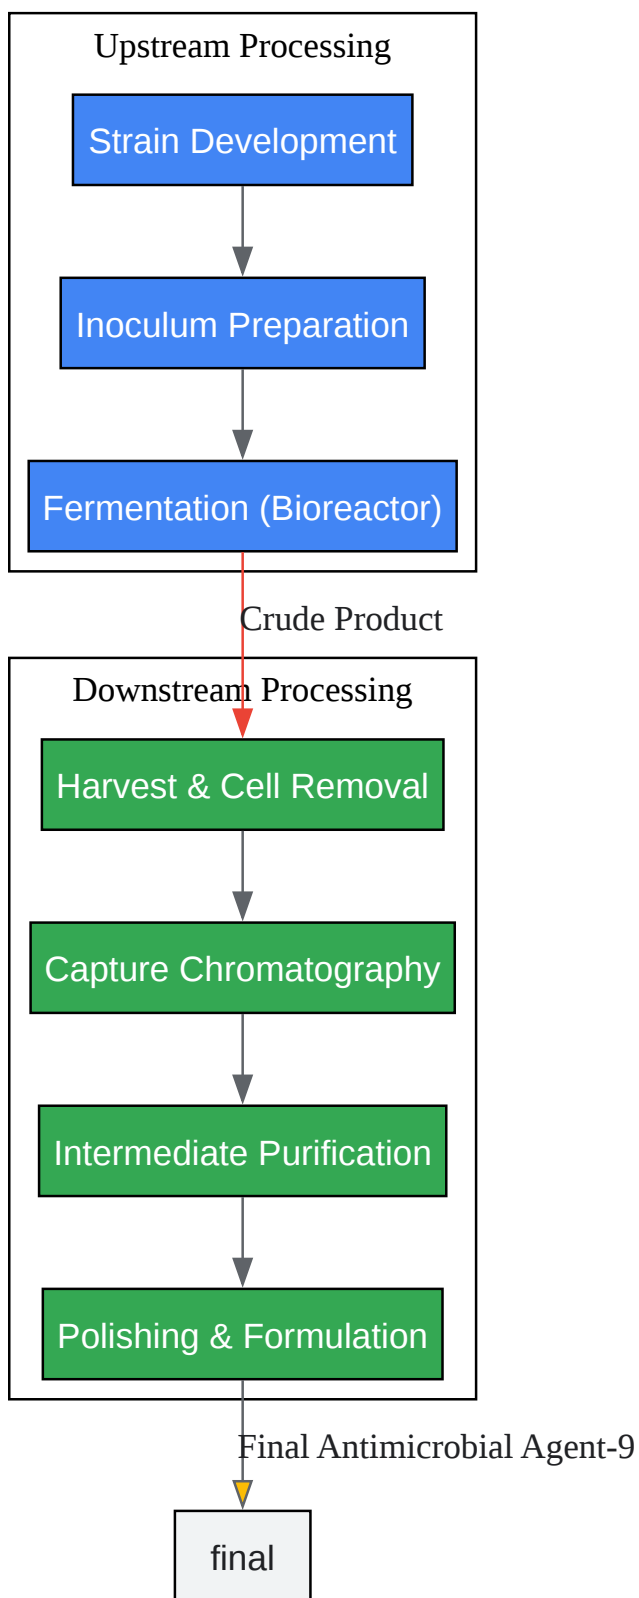 Upstream Processing
Strain Development
Inoculum Preparation
Fermentation (Bioreactor)
Crude Product
Downstream Processing
Harvest & Cell Removal
Capture Chromatography
Intermediate Purification
Polishing & Formulation
Final Antimicrobial Agent-9
final